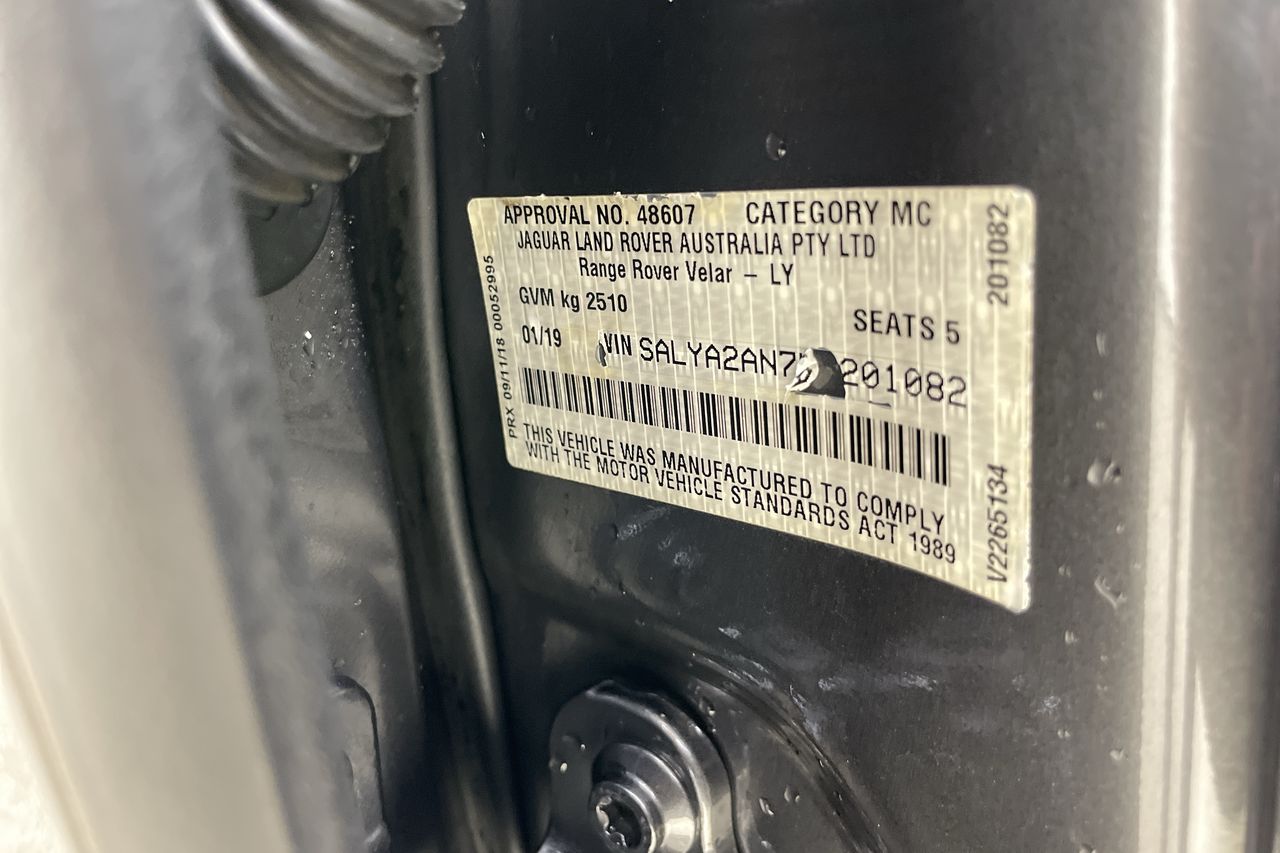 APPROVAL NO. 48607 CATEGORY MC
JAGUAR LAND ROVER AUSTRALIA PTY LTD
Range Rover Velar – LY
GVM kg 2510
SEATS 5
01/19 VIN SALYA2AN7 201082
THIS VEHICLE WAS MANUFACTURED TO COMPLY
WITH THE MOTOR VEHICLE STANDARDS ACT 1989
PRX 09/11/18 00052995
201082
V2265134